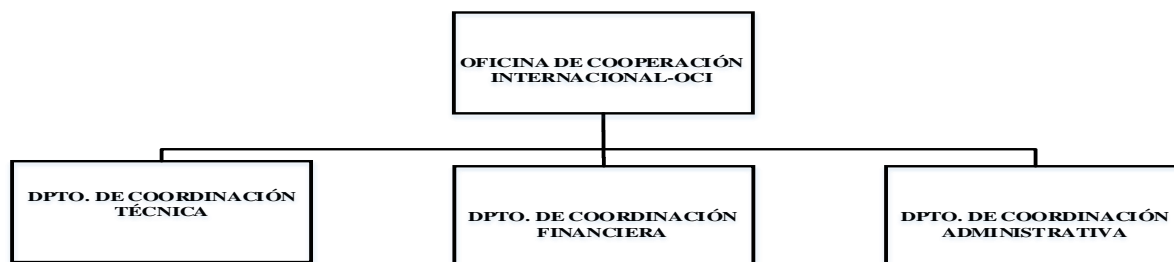 OFICINA DE COOPERACIÓN
INTERNACIONAL-OCI
DPTO. DE COORDINACIÓN
TÉCNICA
DPTO. DE COORDINACIÓN
FINANCIERA
DPTO. DE COORDINACIÓN
ADMINISTRATIVA